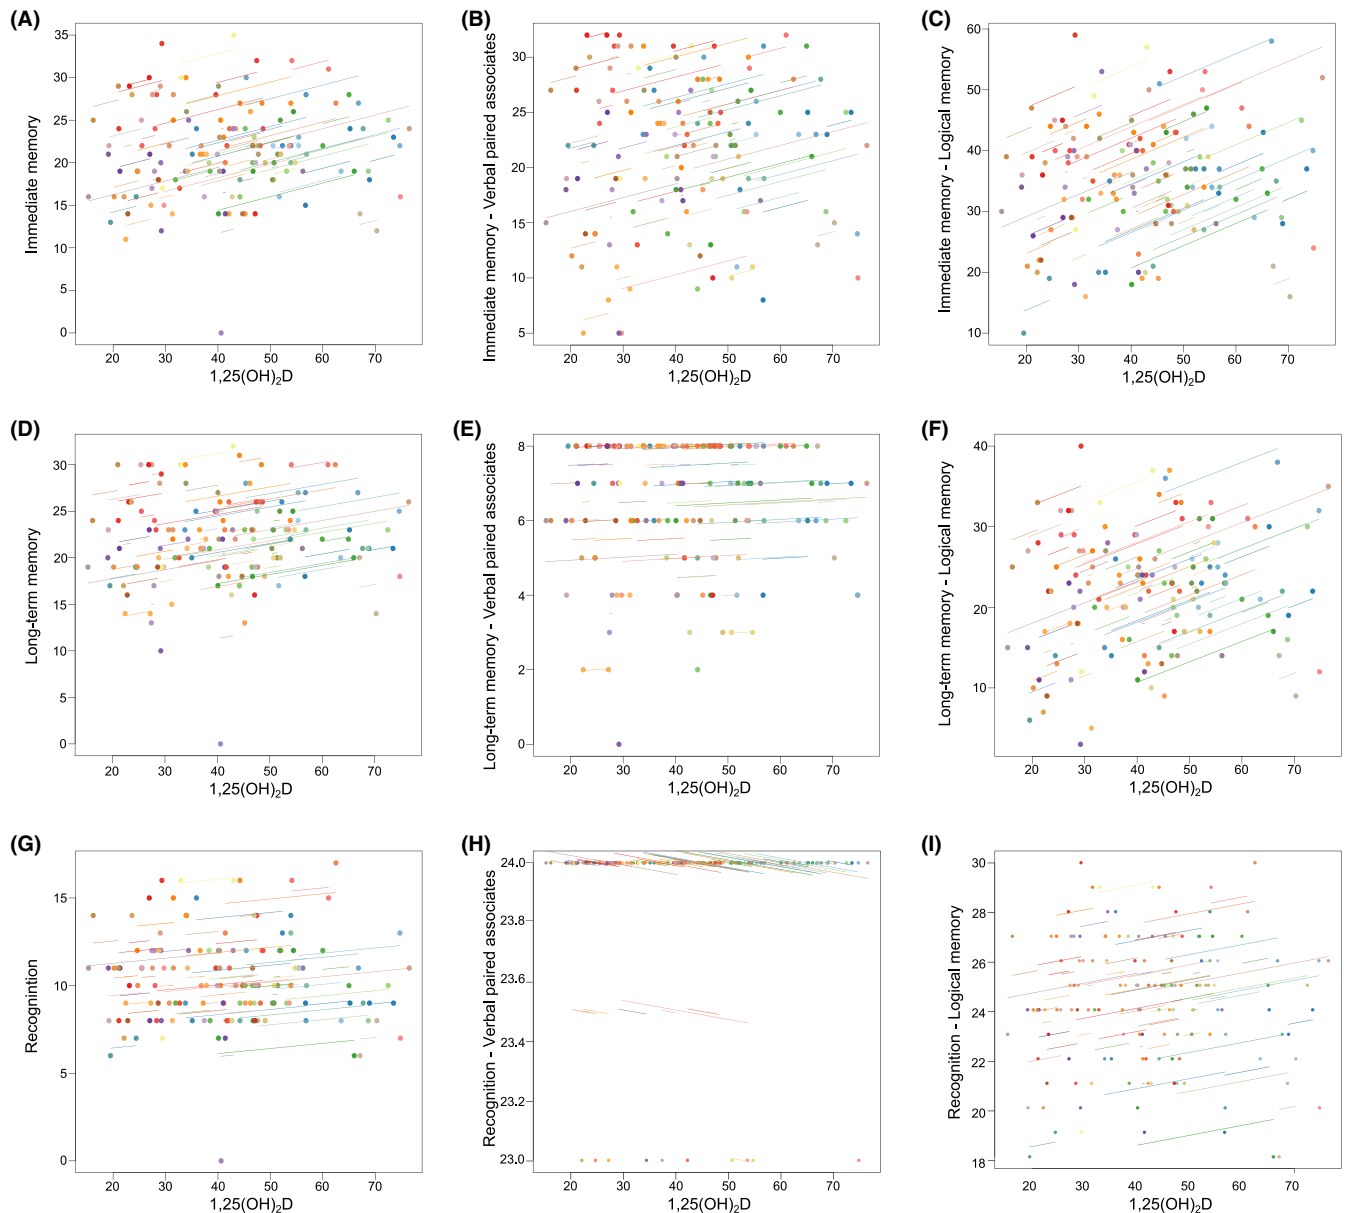 (A)
Immediate memory
35
30
25
20
15
10
5
0
20 30 40 50 60 70
1,25(OH)₂D
(B)
Immediate memory - Verbal paired associates
30
25
20
15
10
5
20 30 40 50 60 70
1,25(OH)₂D
(C)
Immediate memory - Logical memory
60
50
40
30
20
10
20 30 40 50 60 70
1,25(OH)₂D
(D)
Long-term memory
30
25
20
15
10
5
0
20 30 40 50 60 70
1,25(OH)₂D
(E)
Long-term memory - Verbal paired associates
8
6
4
2
0
20 30 40 50 60 70
1,25(OH)₂D
(F)
Long-term memory - Logical memory
40
30
20
10
20 30 40 50 60 70
1,25(OH)₂D
(G)
Recognintion
15
10
5
0
20 30 40 50 60 70
1,25(OH)₂D
(H)
Recognition - Verbal paired associates
24.0
23.8
23.6
23.4
23.2
23.0
20 30 40 50 60 70
1,25(OH)₂D
(I)
Recognition - Logical memory
30
28
26
24
22
20
18
20 30 40 50 60 70
1,25(OH)₂D